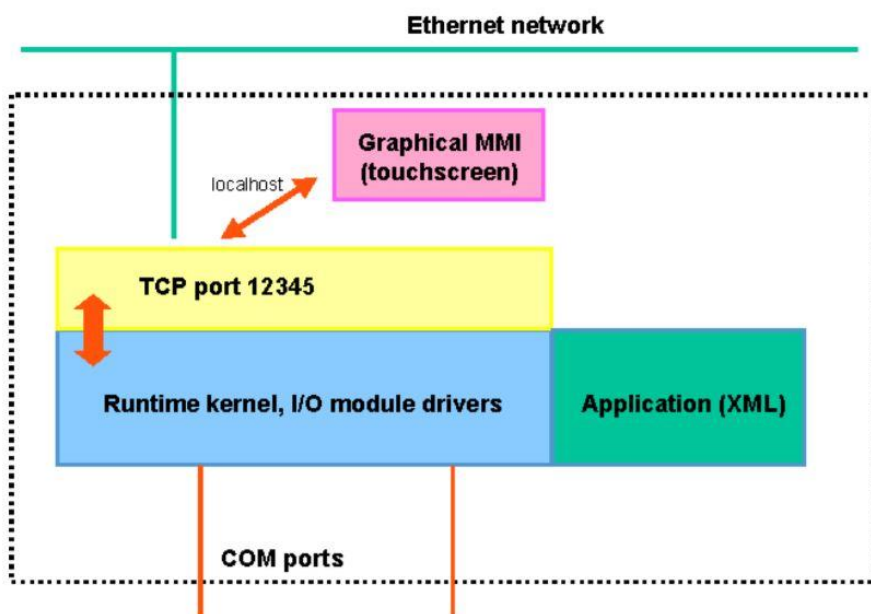 Ethernet network
Graphical MMI
(touchscreen)
localhost
TCP port 12345
Runtime kernel, I/O module drivers
Application (XML)
COM ports